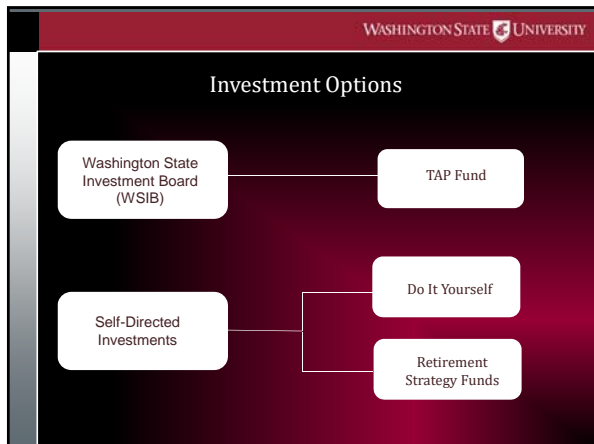 WASHINGTON STATE UNIVERSITY
Investment Options
Washington State
Investment Board
(WSIB)
TAP Fund
Self-Directed
Investments
Do It Yourself
Retirement
Strategy Funds